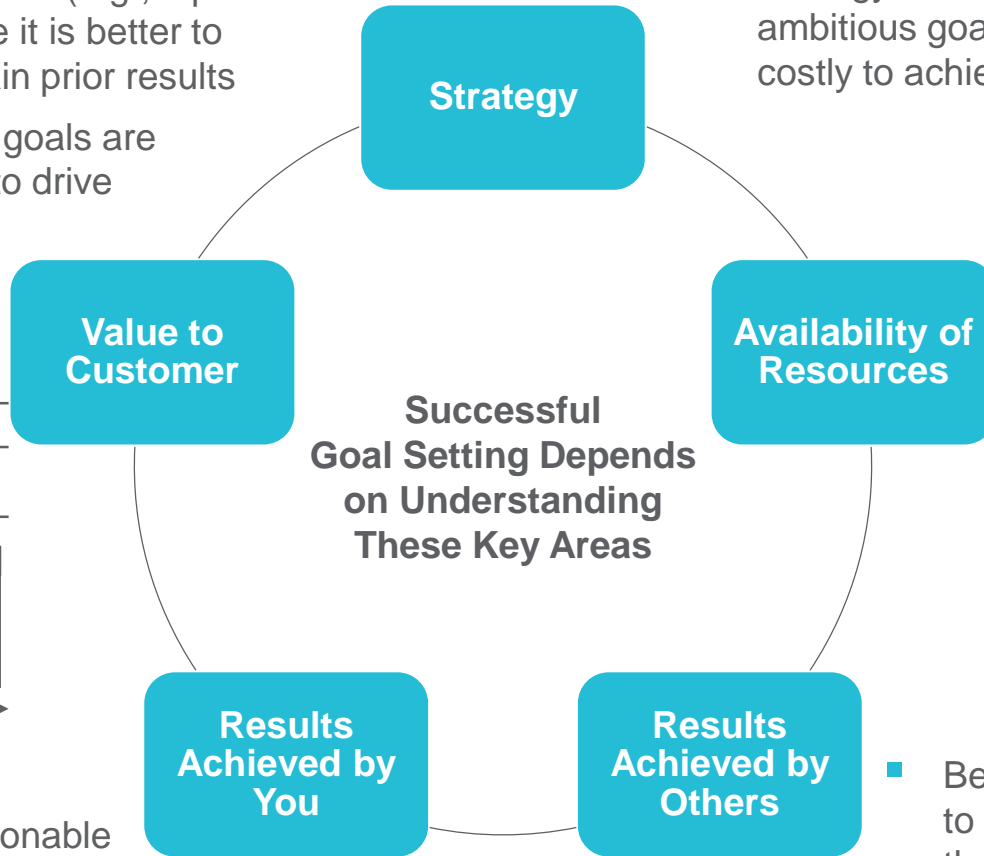 it is better to
in prior results
goals are
to drive
ambitious goa
costly to achie
Strategy
Value to
Customer
Availability of
Resources
Successful
Goal Setting Depends
on Understanding
These Key Areas
Results
Achieved by
You
Results
Achieved by
Others
onable
Be
to